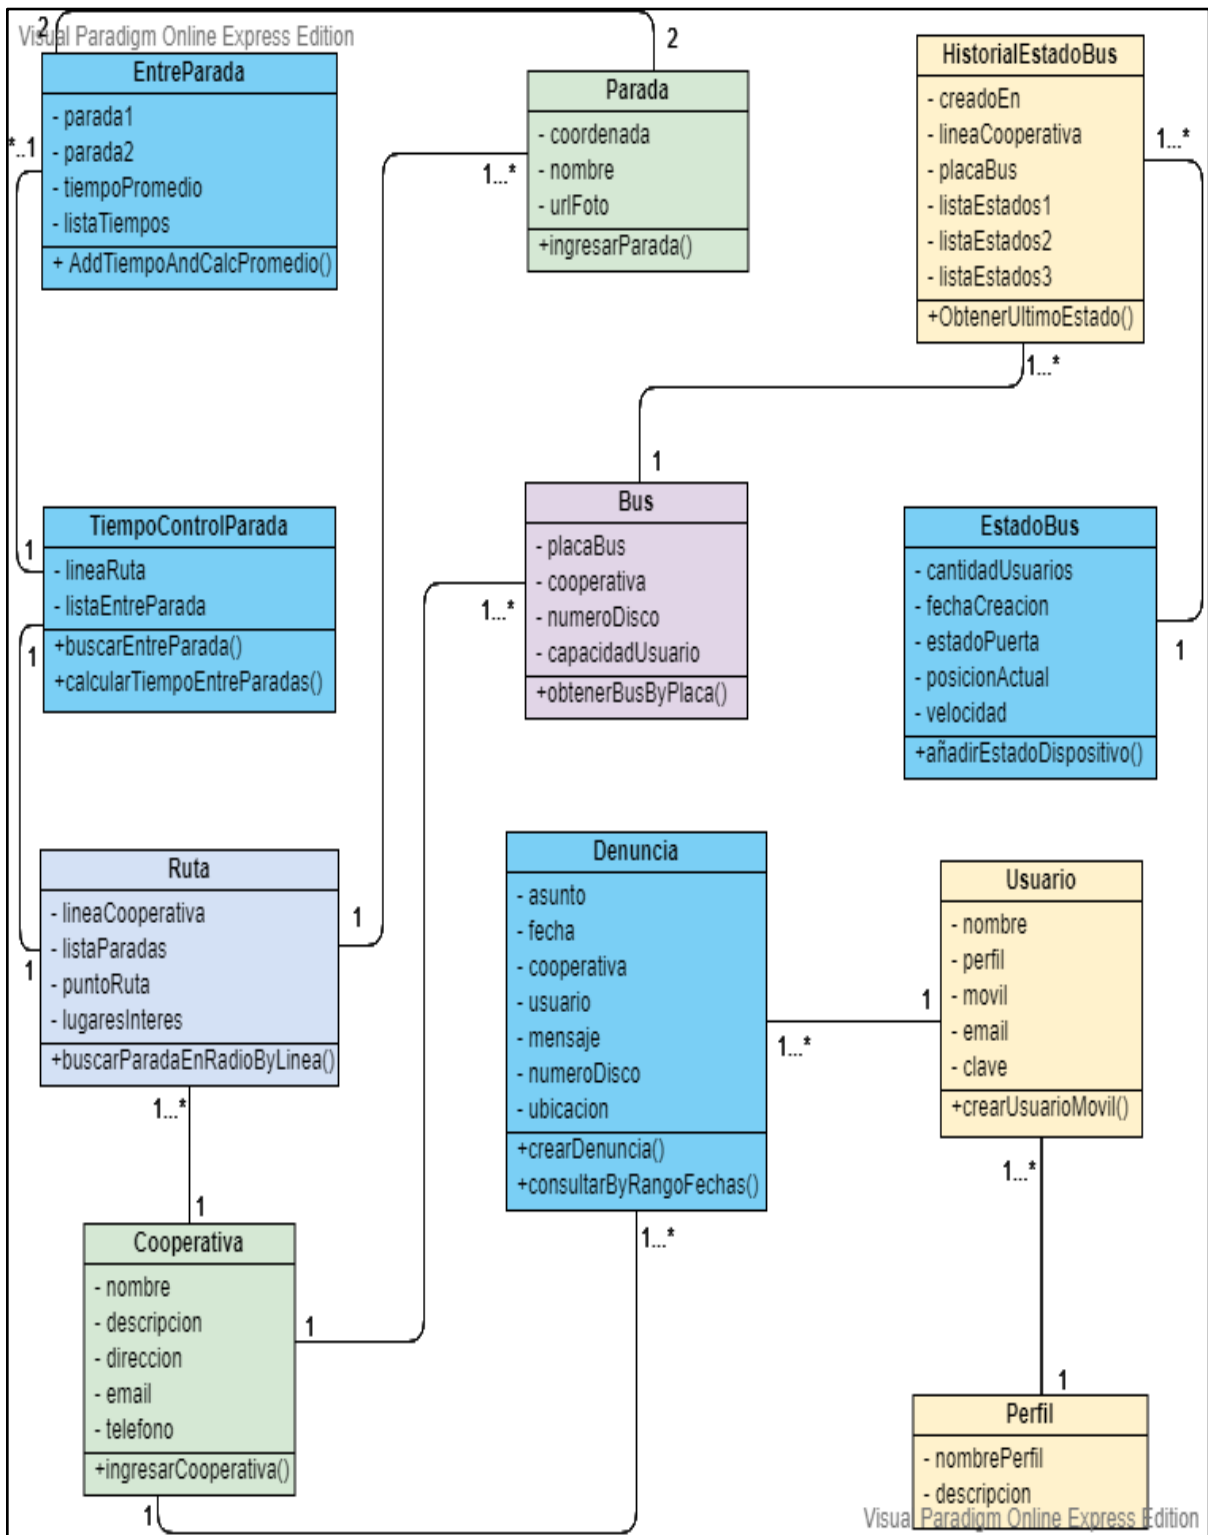 Visual Paradigm Online Express Edition
2
2
EntreParada
- parada1
- parada2
- tiempoPromedio
- listaTiempos
+ AddTiempoAndCalcPromedio()
*..1
Parada
- coordenada
- nombre
- urlFoto
+ingresarParada()
1...*
HistorialEstadoBus
- creadoEn
- lineaCooperativa
- placaBus
- listaEstados1
- listaEstados2
- listaEstados3
+ObtenerUltimoEstado()
1...*
1...*
1
TiempoControlParada
- lineaRuta
- listaEntreParada
+buscarEntreParada()
+calcularTiempoEntreParadas()
1
1
Bus
- placaBus
- cooperativa
- numeroDisco
- capacidadUsuario
+obtenerBusByPlaca()
1...*
EstadoBus
- cantidadUsuarios
- fechaCreacion
- estadoPuerta
- posicionActual
- velocidad
+añadirEstadoDispositivo()
1
Ruta
- lineaCooperativa
- listaParadas
- puntoRuta
- lugaresInteres
+buscarParadaEnRadioByLinea()
1
1
1...*
Denuncia
- asunto
- fecha
- cooperativa
- usuario
- mensaje
- numeroDisco
- ubicacion
+crearDenuncia()
+consultarByRangoFechas()
1...*
1...*
Usuario
- nombre
- perfil
- movil
- email
- clave
+crearUsuarioMovil()
1
1...*
1
Cooperativa
- nombre
- descripcion
- direccion
- email
- telefono
+ingresarCooperativa()
1
1
1
Perfil
- nombrePerfil
- descripcion
Visual Paradigm Online Express Edition